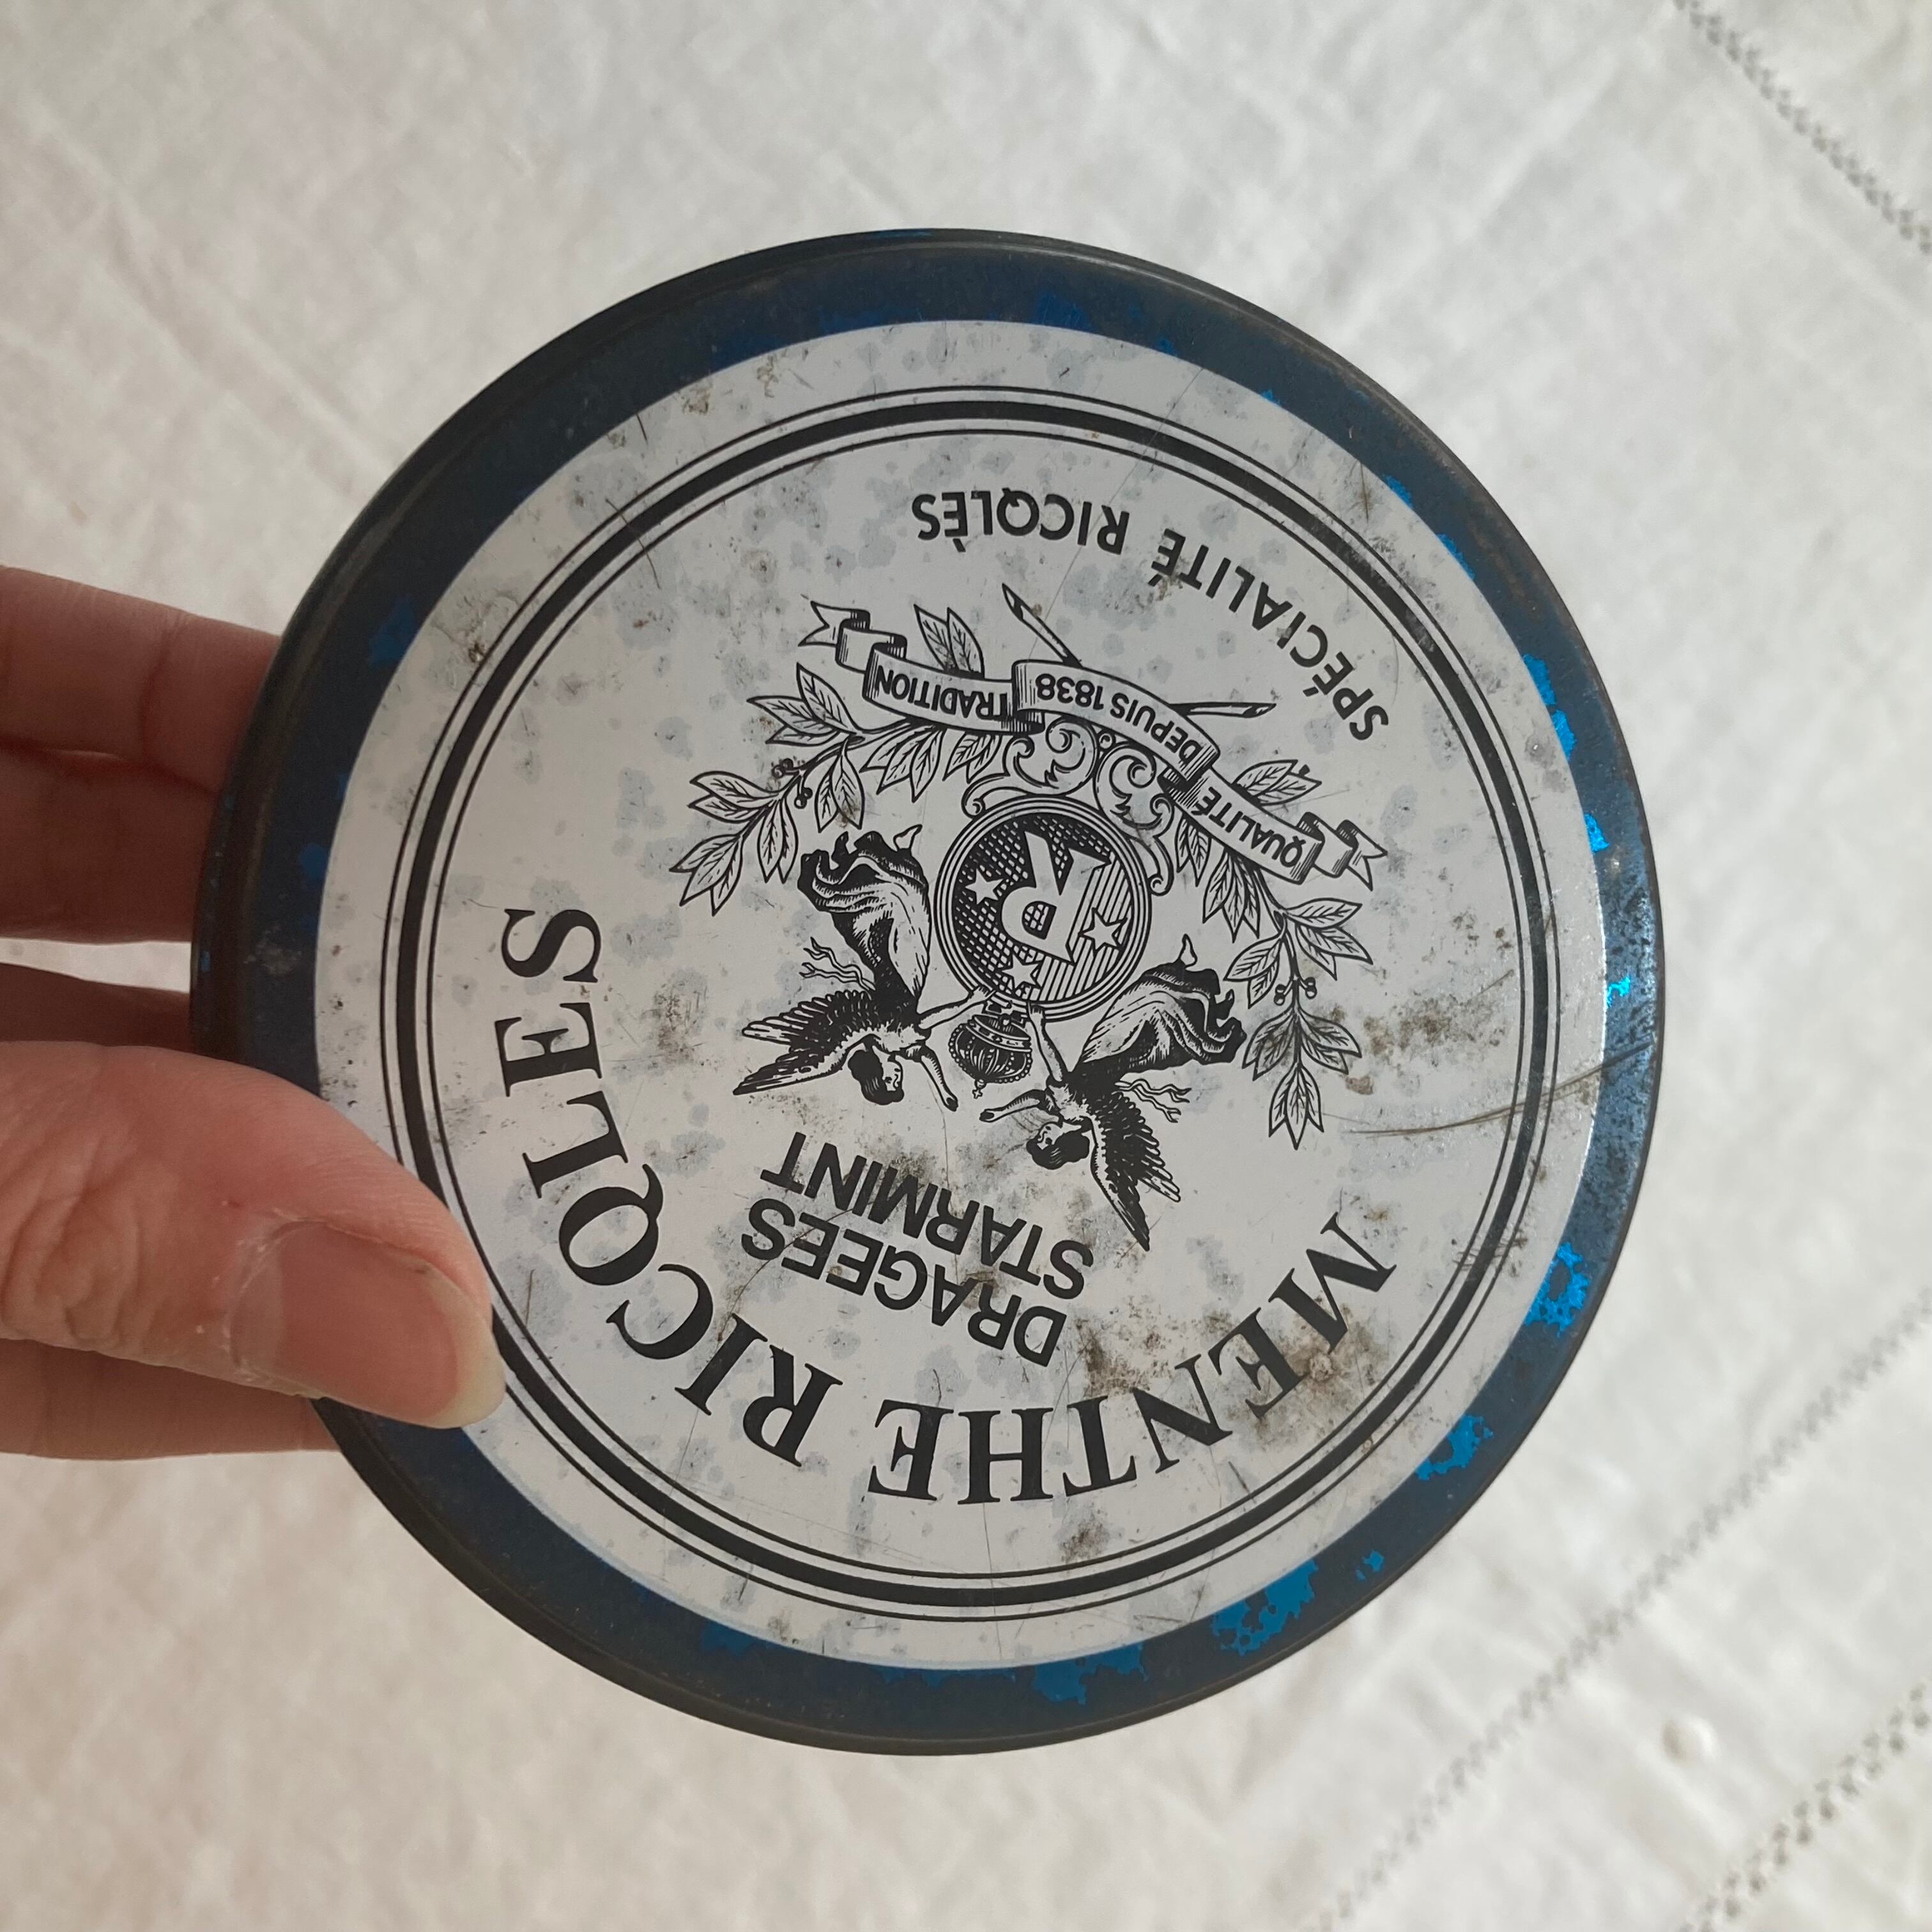 MENTHE RICQLES
DRAGEES
STARMINT
R
QUALITÉ DEPUIS 1838 TRADITION
SPÉCIALITÉ RICQLÈS